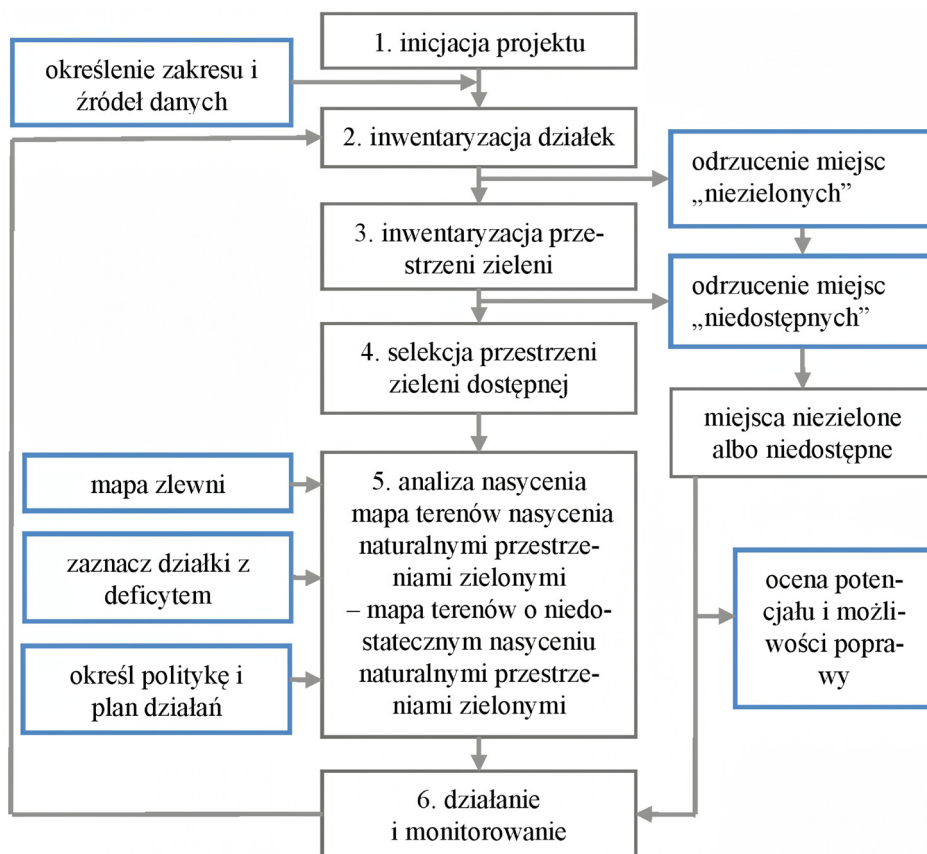 1. inicjacja projektu
określenie zakresu i
źródeł danych
2. inwentaryzacja działek
odrzucenie miejsc
„niezielonych”
3. inwentaryzacja prze-
strzeni zieleni
odrzucenie miejsc
„niedostępnych”
4. selekcja przestrzeni
zieleni dostępnej
miejsca niezielone
albo niedostępne
mapa zlewni
zaznacz działki z
deficytem
określ politykę i
plan działań
5. analiza nasycenia
mapa terenów nasycenia
naturalnymi przestrze-
niami zielonymi
– mapa terenów o niedo-
statecznym nasyceniu
naturalnymi przestrze-
niami zielonymi
ocena poten-
cjału i możli-
wości popra-
wy
6. działanie
i monitorowanie